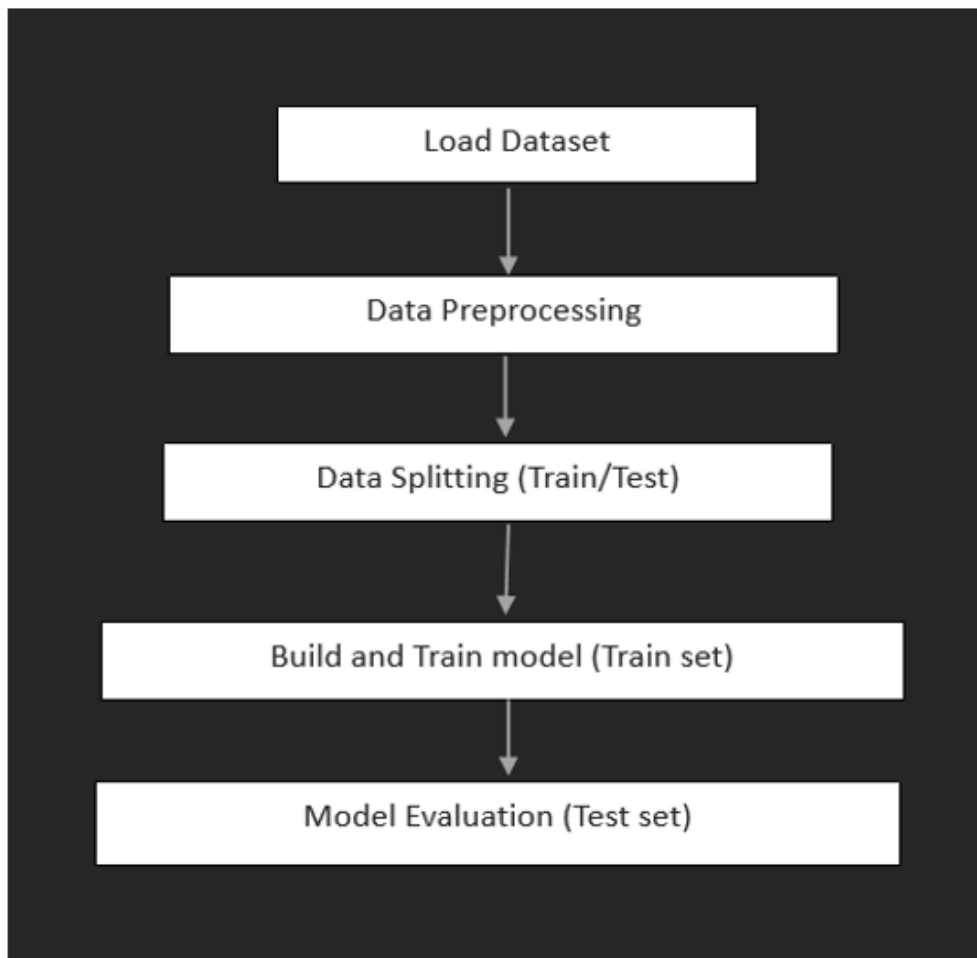 Load Dataset
Data Preprocessing
Data Splitting (Train/Test)
Build and Train model (Train set)
Model Evaluation (Test set)